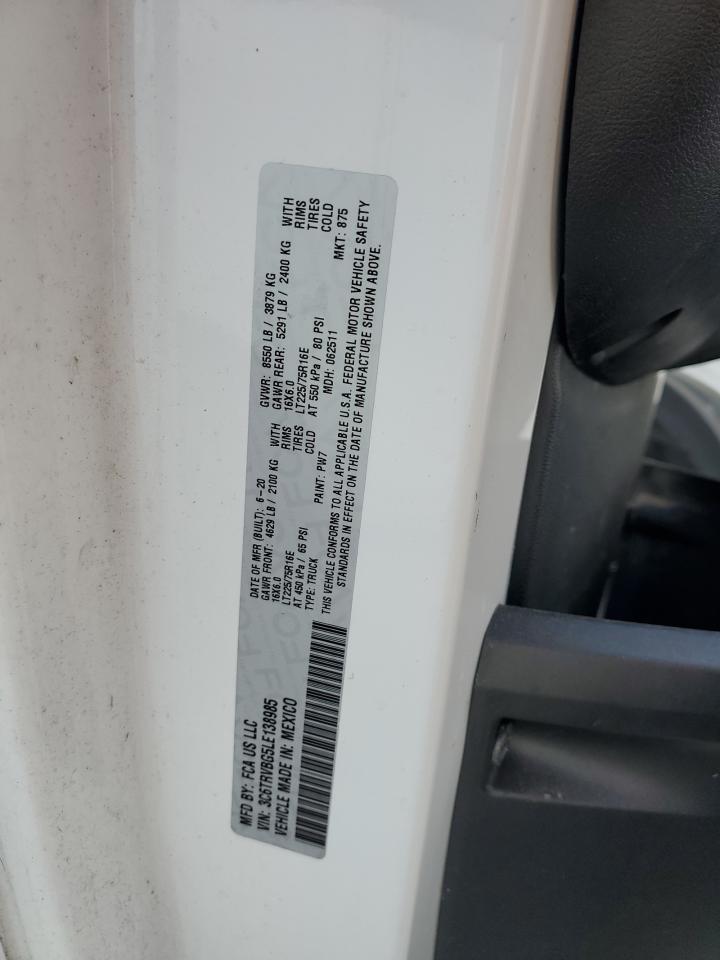 MFD BY: FCA US LLC
DATE OF MFR (BUILT): 6-20
GVWR: 8550 LB / 3879 KG
GAWR FRONT: 4629 LB / 2100 KG WITH
GAWR REAR: 5291 LB / 2400 KG WITH
16X6.0 RIMS
16X6.0 RIMS
LT225/75R16E TIRES
LT225/75R16E TIRES
AT 450 kPa / 65 PSI COLD
AT 550 kPa / 80 PSI COLD
VIN: 3C6TRVBG5LE138985
TYPE: TRUCK
PAINT: PW7
MDH: 062511
MKT: 875
VEHICLE MADE IN: MEXICO
THIS VEHICLE CONFORMS TO ALL APPLICABLE U.S.A. FEDERAL MOTOR VEHICLE SAFETY
STANDARDS IN EFFECT ON THE DATE OF MANUFACTURE SHOWN ABOVE.